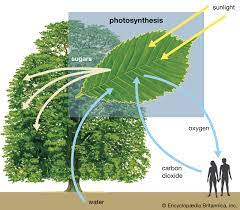 sunlight
photosynthesis
sugars
oxygen
carbon
dioxide
water
© Encyclopædia Britannica, Inc.